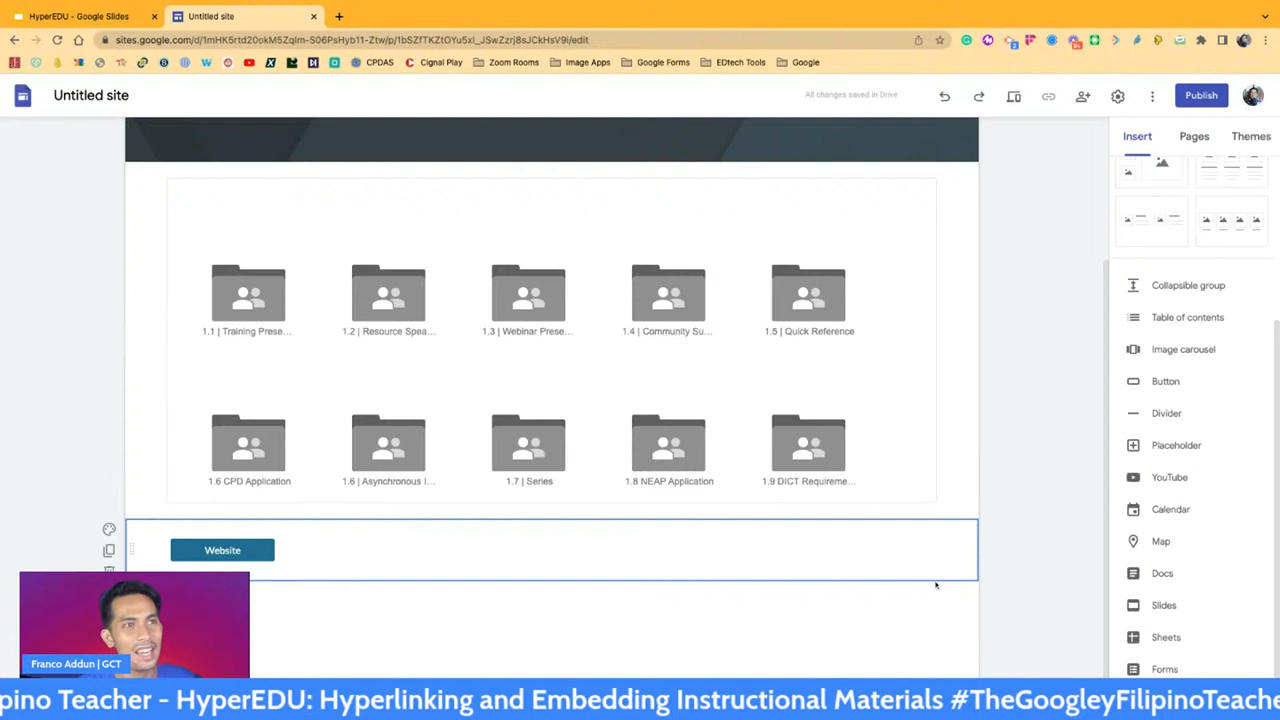 HyperEDU - Google Slides
Untitled site
sites.google.com/d/1mHK5rtd20okM5ZqIm-S06PsHyb11-Ztw/p/1bSZfTKZtOYu5xI_JSwZzrj8sJCkHsV9i/edit
CPDAS
Cignal Play
Zoom Rooms
Image Apps
Google Forms
EDtech Tools
Google
Untitled site
All changes saved in Drive
Publish
Insert
Pages
Themes
1.1 | Training Prese...
1.2 | Resource Spea...
1.3 | Webinar Prese...
1.4 | Community Su...
1.5 | Quick Reference
1.6 CPD Application
1.6 | Asynchronous I...
1.7 | Series
1.8 NEAP Application
1.9 DICT Requireme...
Website
Collapsible group
Table of contents
Image carousel
Button
Divider
Placeholder
YouTube
Calendar
Map
Docs
Slides
Sheets
Forms
Franco Addun | GCT
pino Teacher - HyperEDU: Hyperlinking and Embedding Instructional Materials #TheGoogleyFilipinoTeache